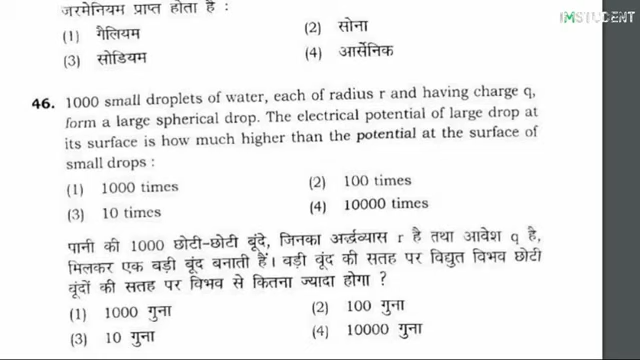 IMSTUDENT
जरमेनियम प्राप्त होता है :
(1) गैलियम (2) सोना
(3) सोडियम (4) आर्सेनिक
46. 1000 small droplets of water, each of radius r and having charge q,
form a large spherical drop. The electrical potential of large drop at
its surface is how much higher than the potential at the surface of
small drops :
(1) 1000 times (2) 100 times
(3) 10 times (4) 10000 times
पानी की 1000 छोटी-छोटी बूंदे, जिनका अर्द्धव्यास r है तथा आवेश q है,
मिलकर एक बड़ी बूंद बनाती हैं। बड़ी बूंद की सतह पर विद्युत विभव छोटी
बूंदों की सतह पर विभव से कितना ज्यादा होगा ?
(1) 1000 गुना (2) 100 गुना
(3) 10 गुना (4) 10000 गुना